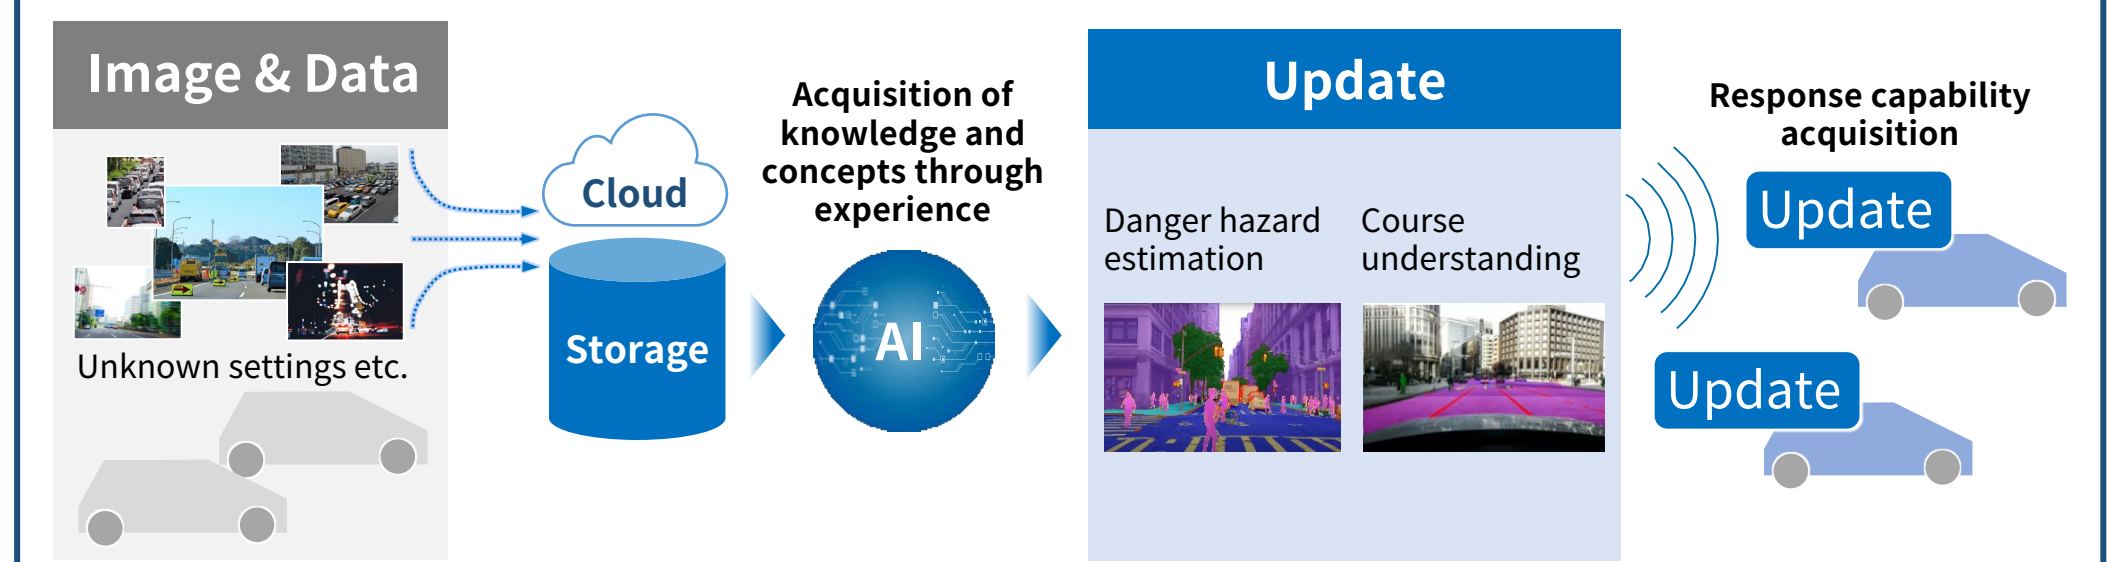 Image & Data
Unknown settings etc.
Cloud
Storage
Acquisition of
knowledge and
concepts through
experience
AI
Update
Danger hazard
estimation
Course
understanding
Response capability
acquisition
Update
Update